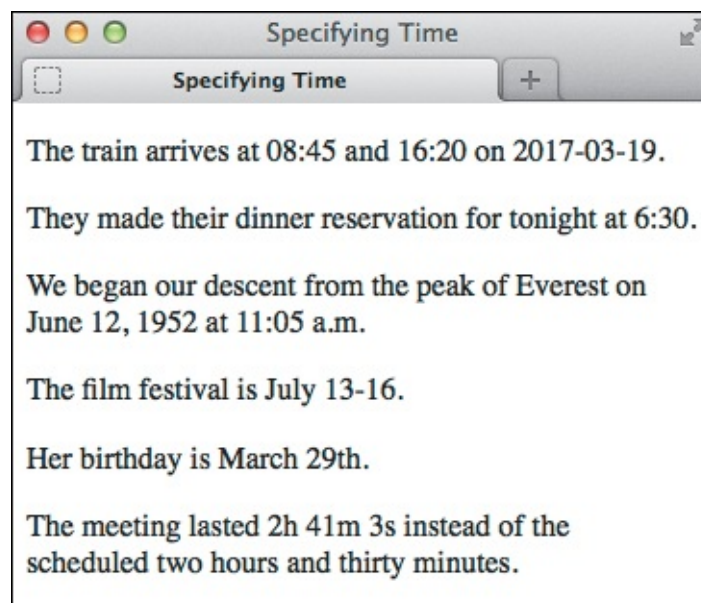 Specifying Time
Specifying Time
+
The train arrives at 08:45 and 16:20 on 2017-03-19.
They made their dinner reservation for tonight at 6:30.
We began our descent from the peak of Everest on
June 12, 1952 at 11:05 a.m.
The film festival is July 13-16.
Her birthday is March 29th.
The meeting lasted 2h 41m 3s instead of the
scheduled two hours and thirty minutes.